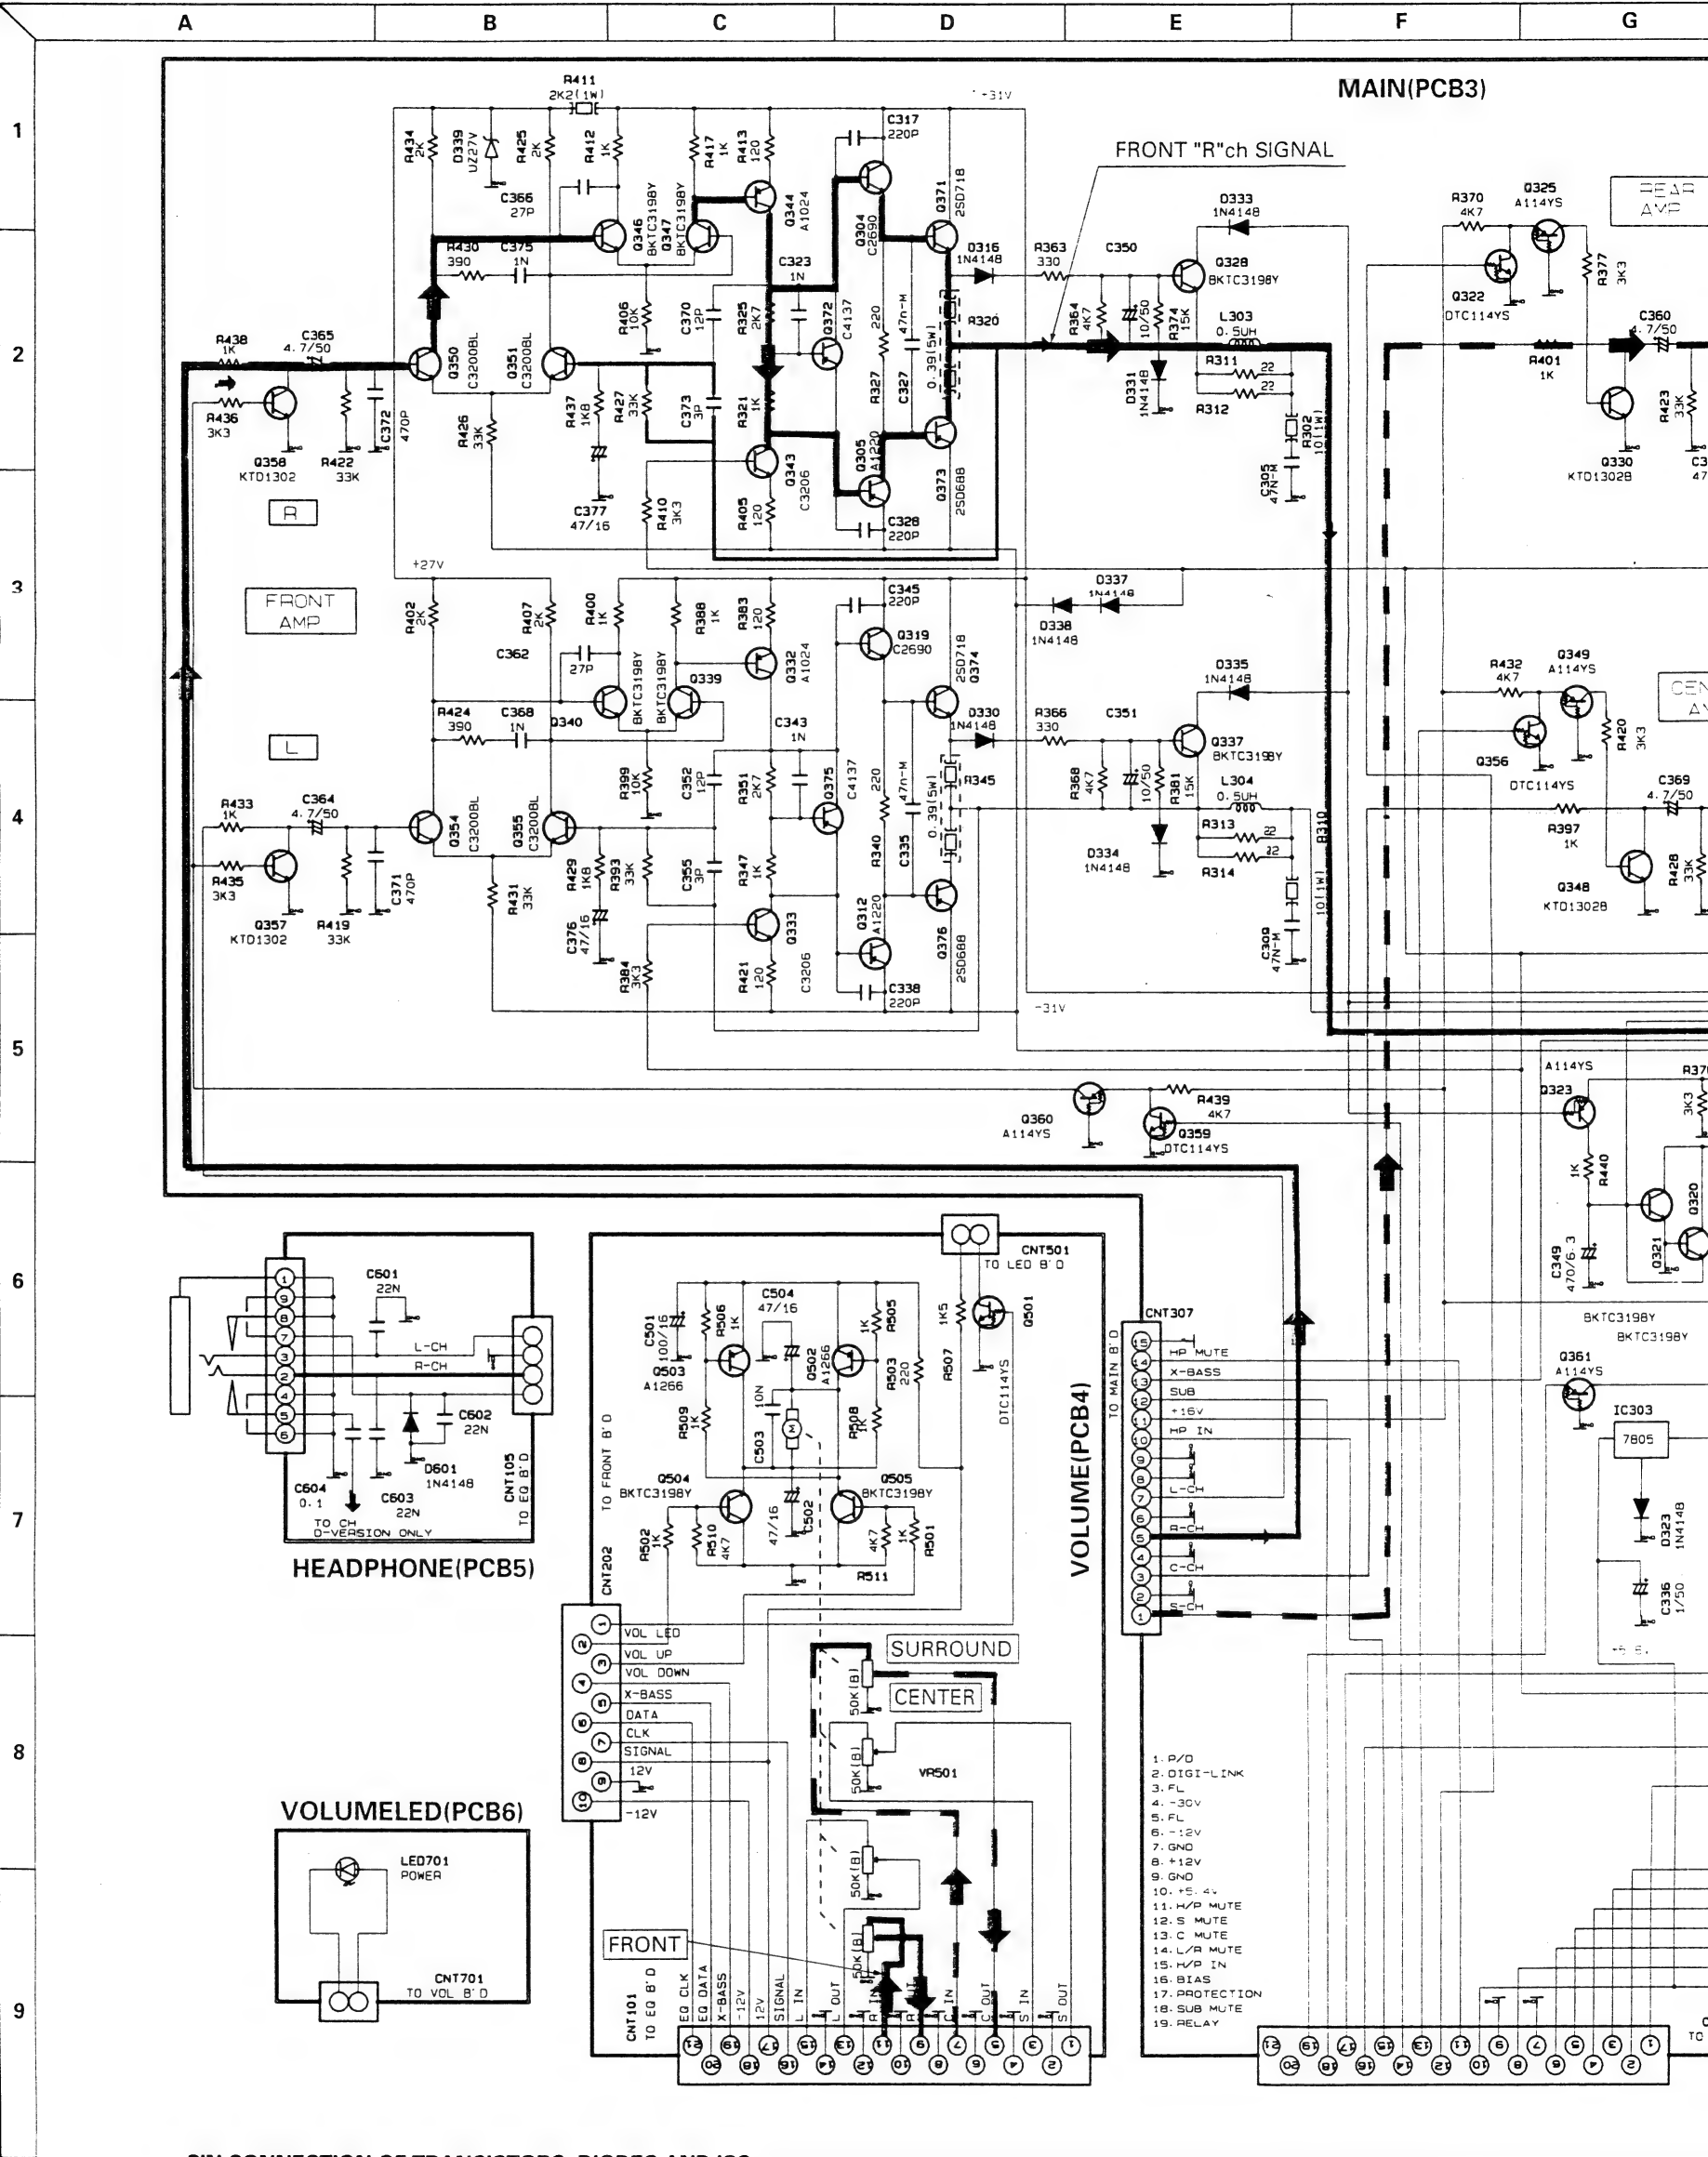 A B C D E F G
1
2
3
4
5
6
7
8
9
MAIN(PCB3)
FRONT "R"ch SIGNAL
R411
2K2(1W)
+31V
R434
2K
D339
UZ27V
R425
2K
R412
1K
R417
1K
R413
120
C317
220P
C366
27P
Q346
BKTC3198Y
Q347
BKTC3198Y
Q344
A1024
Q304
C2690
Q371
2SD718
D333
1N4148
R370
4K7
Q325
A114YS
REAR
AMP
R430
390
C375
1N
C323
1N
D316
1N4148
R363
330
C350
Q328
BKTC3198Y
Q322
DTC114YS
R377
3K3
R406
10K
C370
12P
R325
2K7
Q372
C4137
220
47n-M
R320
0.39(5W)
R364
4K7
10/50
R374
15K
L303
0.5UH
C360
4.7/50
R438
1K
C365
4.7/50
Q350
C3200BL
Q351
C3200BL
R311
22
22
R312
D331
1N4148
R401
1K
R436
3K3
C372
470P
R426
33K
R437
1K8
R427
33K
C373
3P
R321
1K
R327
C327
R302
10(1W)
R423
33K
Q358
KTD1302
R422
33K
Q343
C3206
Q305
A1220
Q373
2SD688
C305
47N-M
Q330
KTD1302B
C3
47
R
C377
47/16
R410
3K3
R405
120
C328
220P
+27V
FRONT
AMP
R402
2K
R407
2K
R400
1K
R388
1K
R383
120
C345
220P
D337
1N4148
D338
1N4148
C362
27P
BKTC3198Y
BKTC3198Y
Q339
Q332
A1024
Q319
C2690
2SD718
Q374
D335
1N4148
R432
4K7
Q349
A114YS
CEN
L
R424
390
C368
1N
Q340
C343
1N
D330
1N4148
R366
330
C351
Q337
BKTC3198Y
Q356
DTC114YS
R420
3K3
R399
10K
C352
12P
R351
2K7
Q375
C4137
220
47n-M
R345
0.39(5W)
R368
4K7
10/50
R381
15K
L304
0.5UH
C369
4.7/50
R433
1K
C364
4.7/50
Q354
C3200BL
Q355
C3200BL
R340
C335
R313
22
22
R314
R310
10(1W)
D334
1N4148
R397
1K
R435
3K3
C371
470P
R431
33K
R429
1K8
R393
33K
C355
3P
R347
1K
Q312
A1220
Q348
KTD1302B
R428
33K
Q357
KTD1302
R419
33K
C376
47/16
R384
3K3
R421
120
Q333
C3206
Q376
2SD688
C309
47N-M
C338
220P
-31V
Q360
A114YS
R439
4K7
Q359
DTC114YS
A114YS
Q323
3K3
1K
R440
Q320
C349
470/6.3
Q321
BKTC3198Y
BKTC3198Y
CNT501
TO LED B'D
C601
22N
L-CH
R-CH
C602
22N
D601
1N4148
C604
0.1
C603
22N
TO CH
D-VERSION ONLY
CNT105
TO EQ B'D
HEADPHONE(PCB5)
C501
100/16
R506
1K
C504
47/16
1K
R505
1K5
Q501
Q503
A1266
Q502
A1266
R503
220
R507
DTC114YS
R509
1K
10N
C503
M
R508
1K
TO FRONT B'D
Q504
BKTC3198Y
Q505
BKTC3198Y
CNT202
R502
1K
R510
4K7
47/16
C502
4K7
1K
R501
R511
VOLUME(PCB4)
CNT307
TO MAIN B'D
HP MUTE
X-BASS
SUB
+16V
HP IN
L-CH
R-CH
C-CH
S-CH
Q361
A114YS
IC303
7805
D323
1N4148
C336
1/50
VOL LED
VOL UP
VOL DOWN
X-BASS
DATA
CLK
SIGNAL
12V
-12V
SURROUND
CENTER
50K(B)
50K(B)
VR501
50K(B)
50K(B)
FRONT
VOLUMELED(PCB6)
LED701
POWER
CNT701
TO VOL B'D
CNT101
TO EQ B'D
EQ CLK
EQ DATA
X-BASS
-12V
12V
SIGNAL
L IN
L OUT
R IN
C IN
C OUT
S IN
S OUT
1. P/D
2. DIGI-LINK
3. FL
4. -30V
5. FL
6. -12V
7. GND
8. +12V
9. GND
10. +5.4V
11. H/P MUTE
12. S MUTE
13. C MUTE
14. L/R MUTE
15. H/P IN
16. BIAS
17. PROTECTION
18. SUB MUTE
19. RELAY